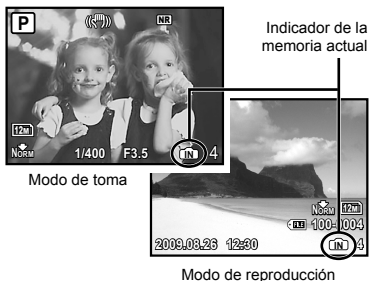 P NR
Indicador de la
memoria actual
12M
NORM 1/400 F3.5 IN 4
Modo de toma
NORM 12M
FILE 100-0004
2009.08.26 12:30 IN 4
Modo de reproducción